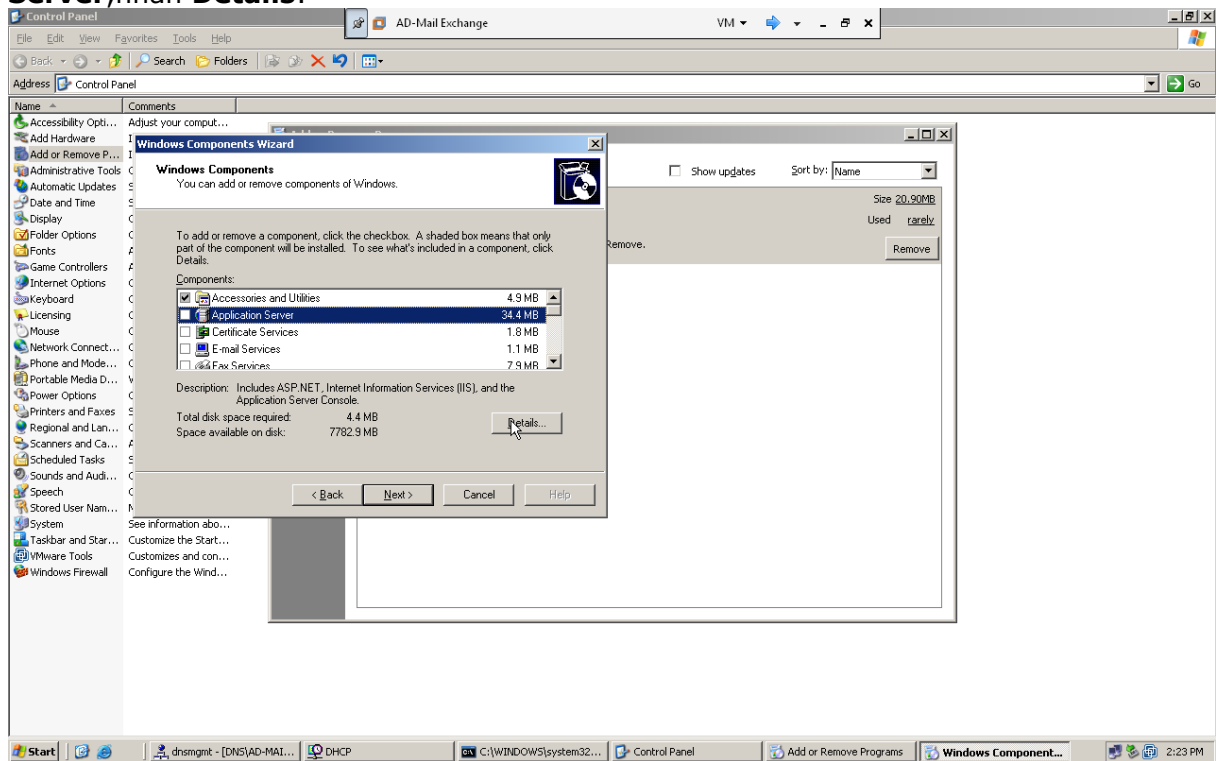 Server,nhấn Details.
Control Panel
AD-Mail Exchange
VM
File Edit View Favorites Tools Help
Back Search Folders
Address Control Panel Go
Name Comments
Accessibility Opti... Adjust your comput...
Add Hardware I
Add or Remove P... I
Administrative Tools C
Automatic Updates S
Date and Time S
Display C
Folder Options C
Fonts A
Game Controllers A
Internet Options C
Keyboard C
Licensing C
Mouse C
Network Connect... C
Phone and Mode... C
Portable Media D... V
Power Options C
Printers and Faxes S
Regional and Lan... C
Scanners and Ca... A
Scheduled Tasks S
Sounds and Audi... C
Speech C
Stored User Nam... M
System See information abo...
Taskbar and Star... Customize the Start...
VMware Tools Customizes and con...
Windows Firewall Configure the Wind...
Show updates Sort by: Name
Size 20.90MB
Used rarely
Remove.
Remove
Windows Components Wizard
Windows Components
You can add or remove components of Windows.
To add or remove a component, click the checkbox. A shaded box means that only
part of the component will be installed. To see what's included in a component, click
Details.
Components:
Accessories and Utilities 4.9 MB
Application Server 34.4 MB
Certificate Services 1.8 MB
E-mail Services 1.1 MB
Fax Services 7.9 MB
Description: Includes ASP.NET, Internet Information Services (IIS), and the
Application Server Console.
Total disk space required: 4.4 MB
Space available on disk: 7782.9 MB
Details...
< Back Next > Cancel Help
Start dnsmgmt - [DNS\AD-MAI... DHCP C:\WINDOWS\system32... Control Panel Add or Remove Programs Windows Component... 2:23 PM